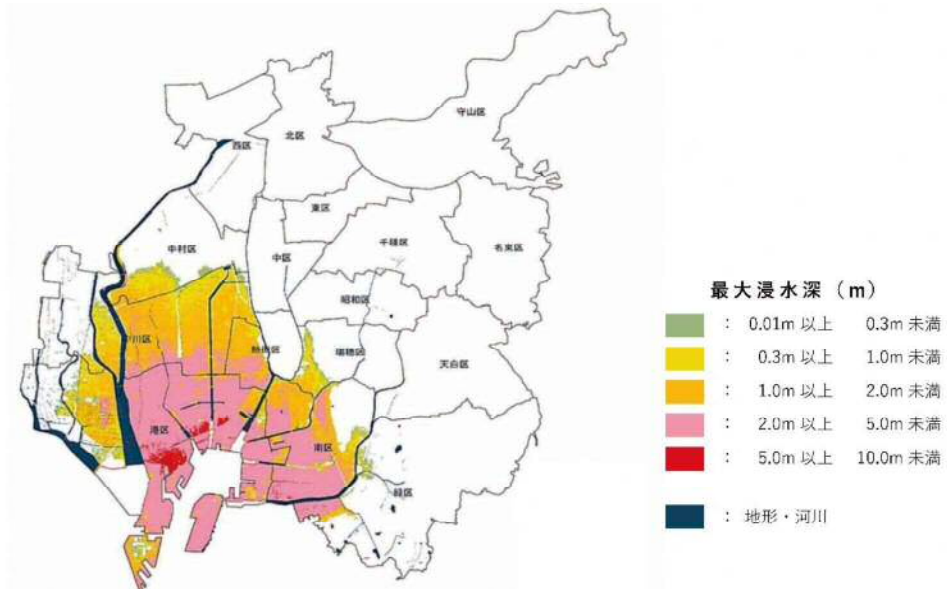 守山区
北区
西区
東区
中村区
千種区
名東区
中区
昭和区
中川区
熱田区
瑞穂区
天白区
港区
南区
緑区
最大浸水深（m）
： 0.01m 以上 0.3m 未満
： 0.3m 以上 1.0m 未満
： 1.0m 以上 2.0m 未満
： 2.0m 以上 5.0m 未満
： 5.0m 以上 10.0m 未満
： 地形・河川